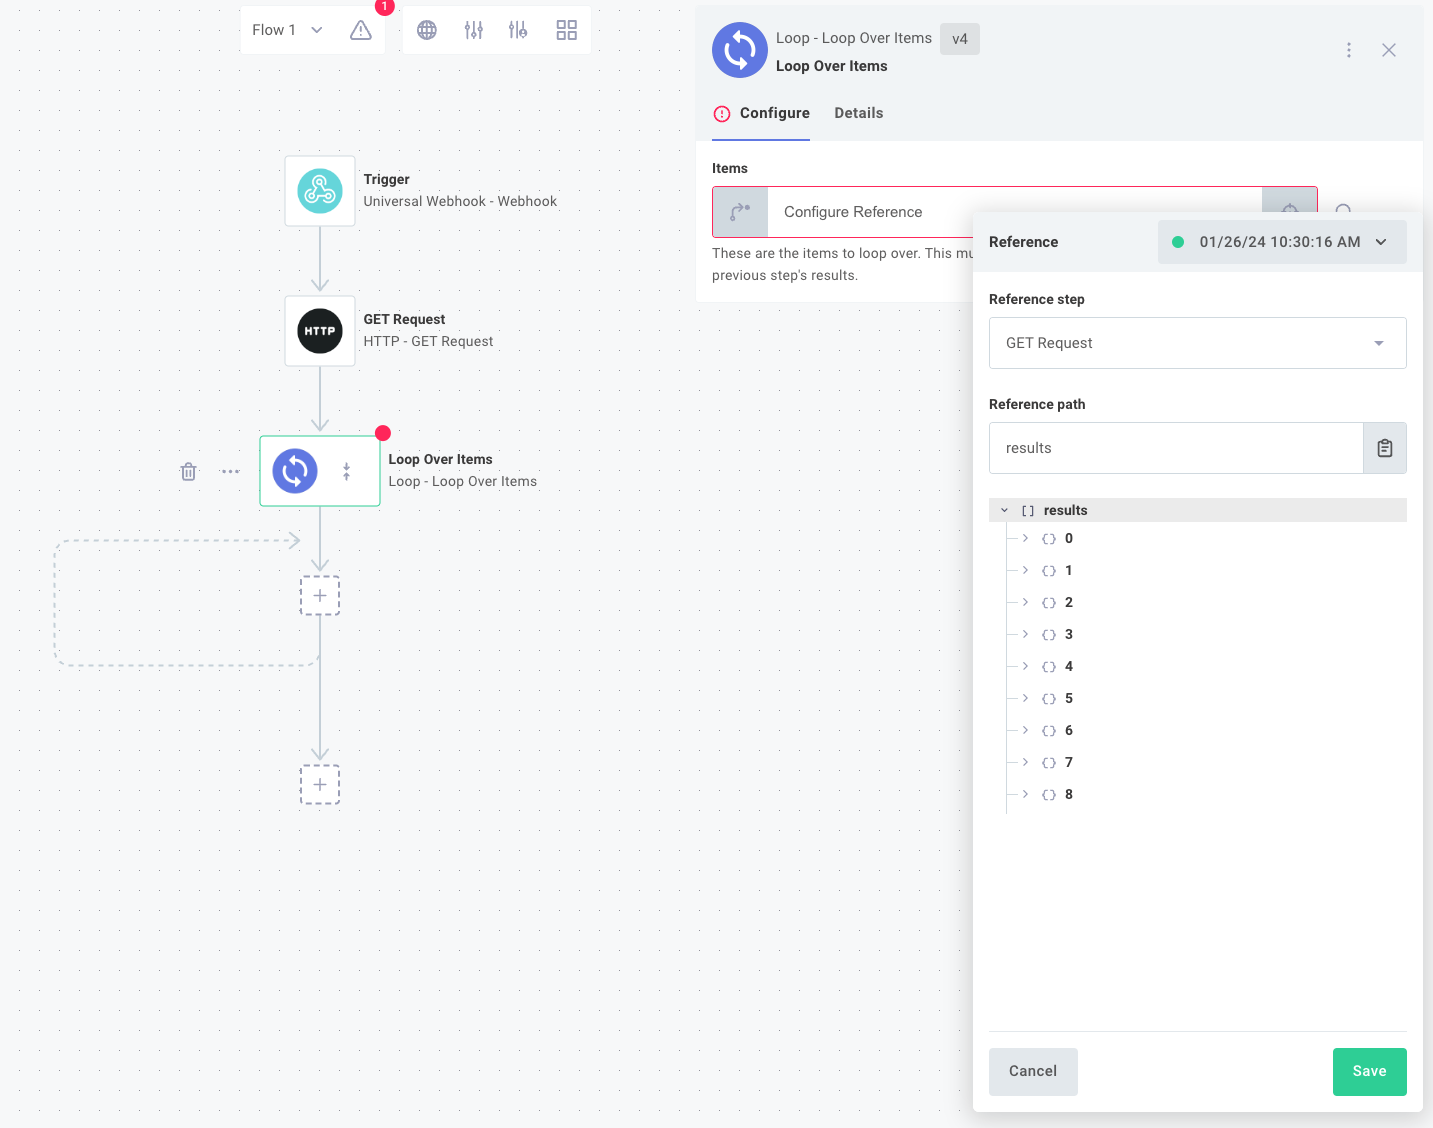 Flow 1
1
Trigger
Universal Webhook - Webhook
HTTP
GET Request
HTTP - GET Request
Loop Over Items
Loop - Loop Over Items
Loop - Loop Over Items
v4
Loop Over Items
Configure
Details
Items
Configure Reference
These are the items to loop over. This mu
previous step's results.
Reference
01/26/24 10:30:16 AM
Reference step
GET Request
Reference path
results
[] results
{} 0
{} 1
{} 2
{} 3
{} 4
{} 5
{} 6
{} 7
{} 8
Cancel
Save